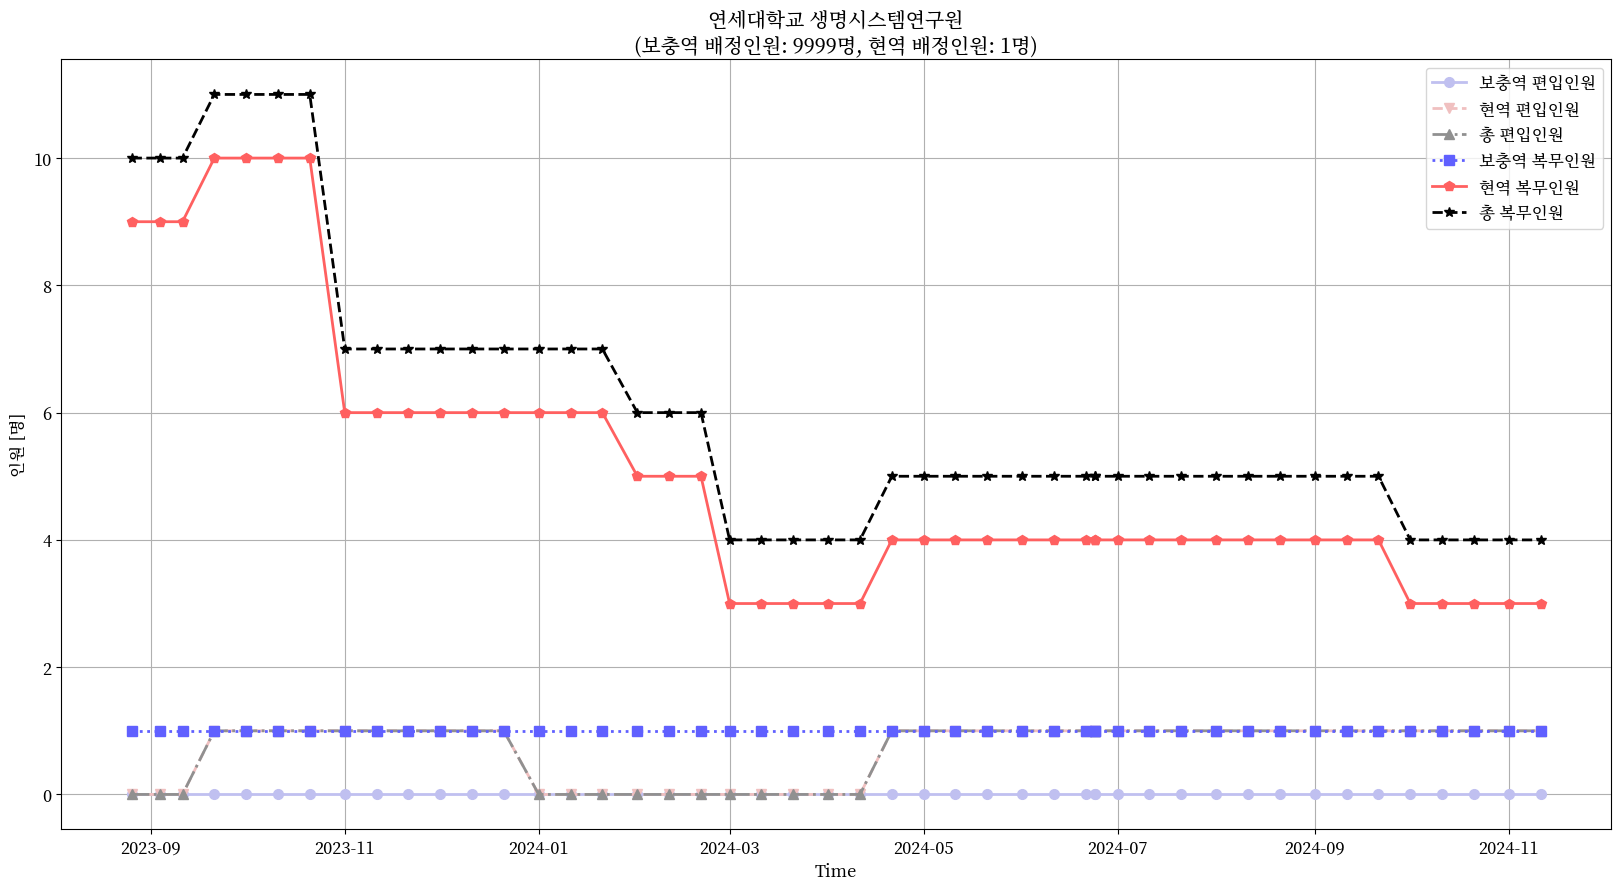 연세대학교 생명시스템연구원
(보충역 배정인원: 9999명, 현역 배정인원: 1명)
보충역 편입인원
현역 편입인원
총 편입인원
보충역 복무인원
현역 복무인원
총 복무인원
10
8
6
4
2
0
인원 [명]
2023-09
2023-11
2024-01
2024-03
2024-05
2024-07
2024-09
2024-11
Time